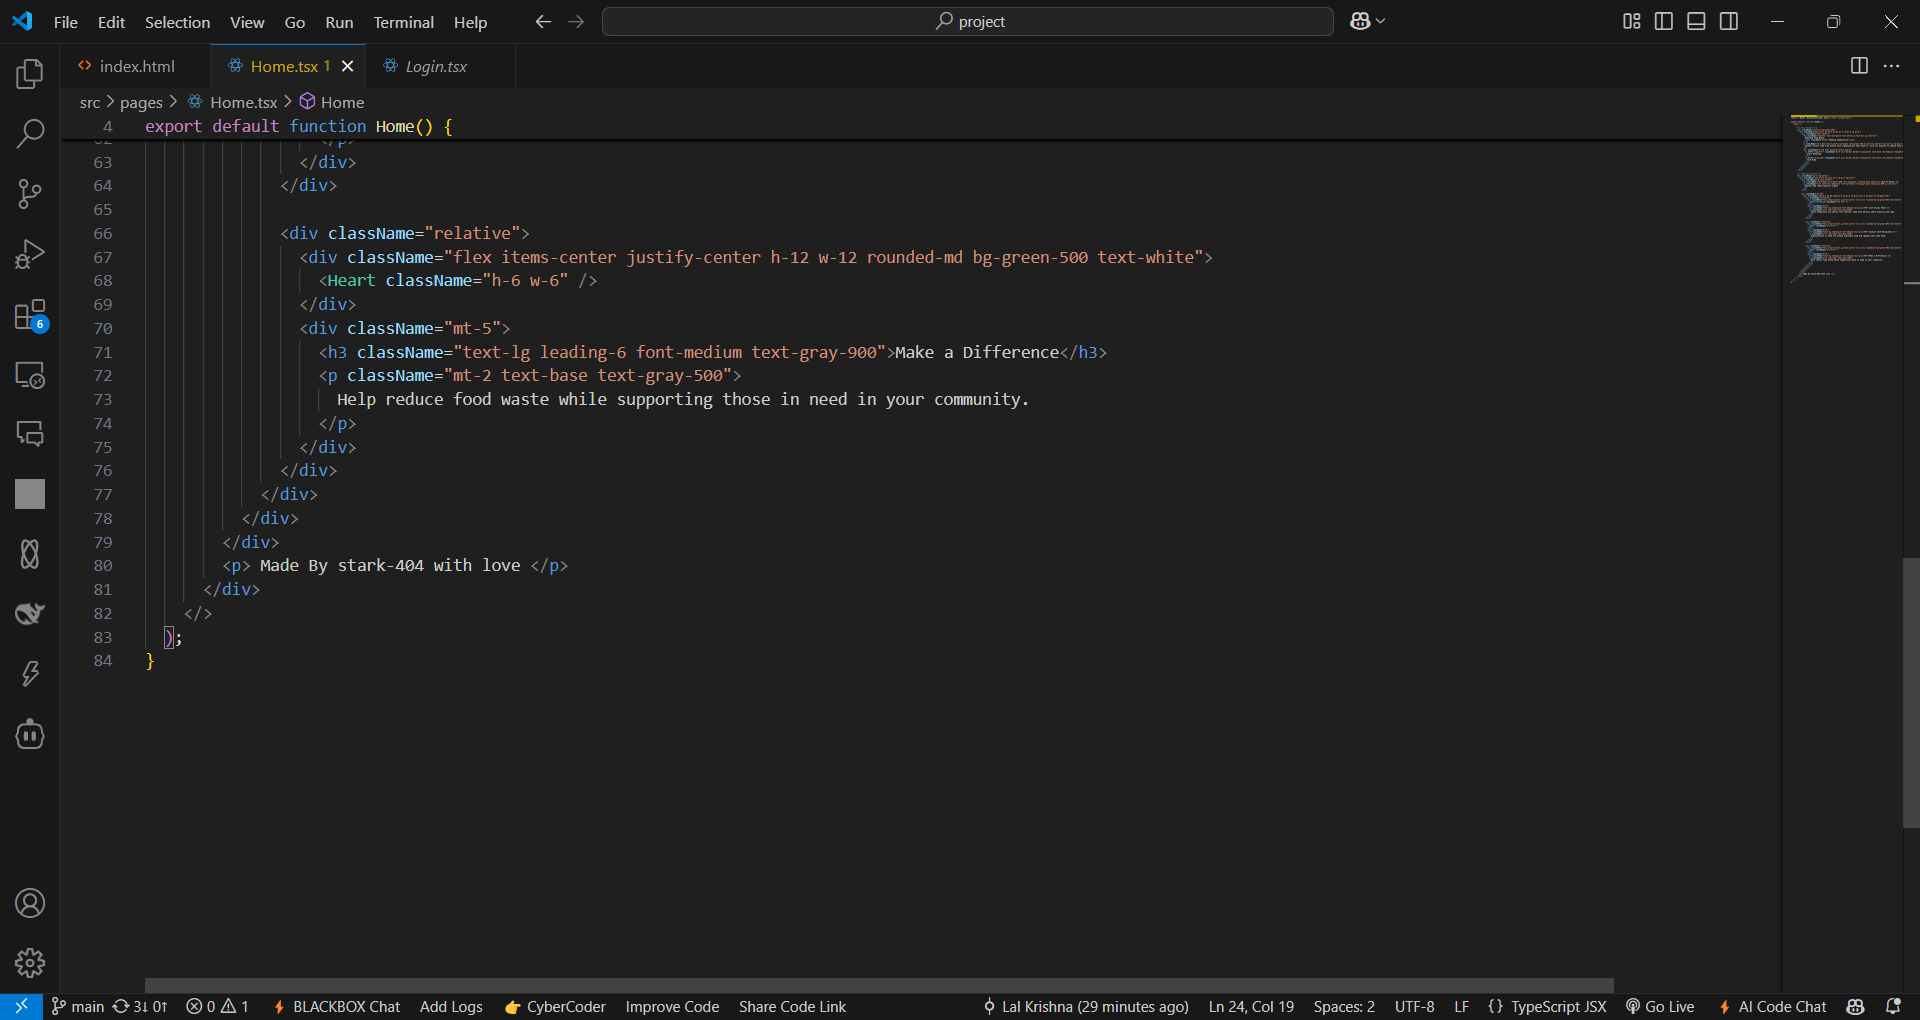 File Edit Selection View Go Run Terminal Help
project
index.html
Home.tsx 1
Login.tsx
src > pages > Home.tsx > Home
4 export default function Home() {
62 </p>
63 </div>
64 </div>
65
66 <div className="relative">
67 <div className="flex items-center justify-center h-12 w-12 rounded-md bg-green-500 text-white">
68 <Heart className="h-6 w-6" />
69 </div>
70 <div className="mt-5">
71 <h3 className="text-lg leading-6 font-medium text-gray-900">Make a Difference</h3>
72 <p className="mt-2 text-base text-gray-500">
73 Help reduce food waste while supporting those in need in your community.
74 </p>
75 </div>
76 </div>
77 </div>
78 </div>
79 </div>
80 <p> Made By stark-404 with love </p>
81 </div>
82 </>
83 );
84 }
6
main 3↓ 0↑ 0 1 BLACKBOX Chat Add Logs CyberCoder Improve Code Share Code Link Lal Krishna (29 minutes ago) Ln 24, Col 19 Spaces: 2 UTF-8 LF {} TypeScript JSX Go Live AI Code Chat